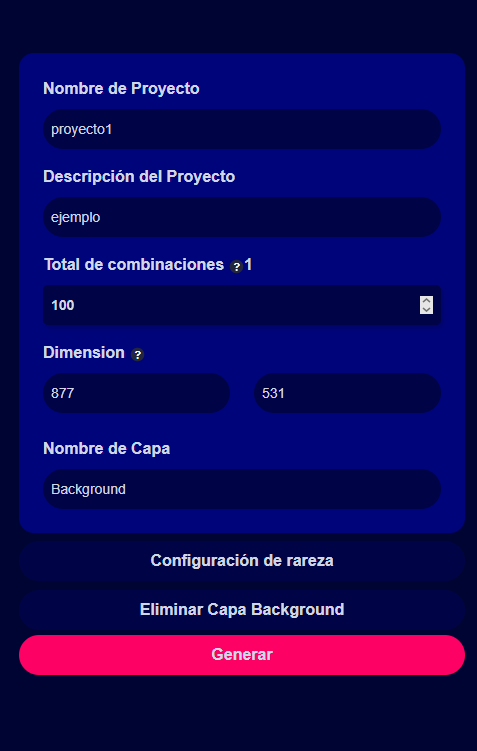 Nombre de Proyecto
proyecto1
Descripción del Proyecto
ejemplo
Total de combinaciones ?1
100
Dimension ?
877 531
Nombre de Capa
Background
Configuración de rareza
Eliminar Capa Background
Generar